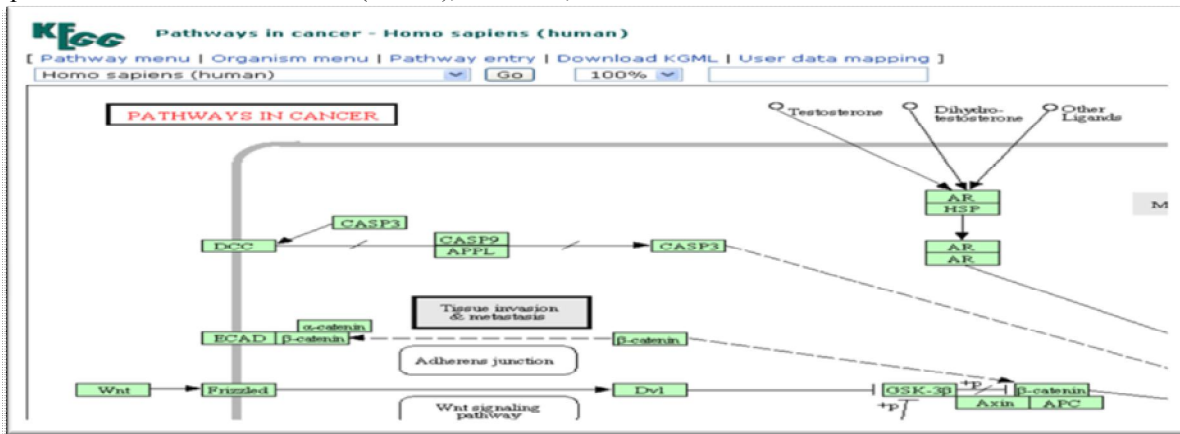 KEGG Pathways in cancer - Homo sapiens (human)
[ Pathway menu | Organism menu | Pathway entry | Download KGML | User data mapping ]
Homo sapiens (human) Go 100%
PATHWAYS IN CANCER
Testosterone
Dihydro-
testosterone
Other
Ligands
AR
HSP
M
CASP3
DCC
CASP9
APPL
CASP3
AR
AR
Tissue invasion
& metastasis
α-catenin
ECAD β-catenin
β-catenin
Adherens junction
Wnt
Frizzled
Dvl
GSK-3β
+p
β-catenin
Axin APC
+p
Wnt signaling
pathway